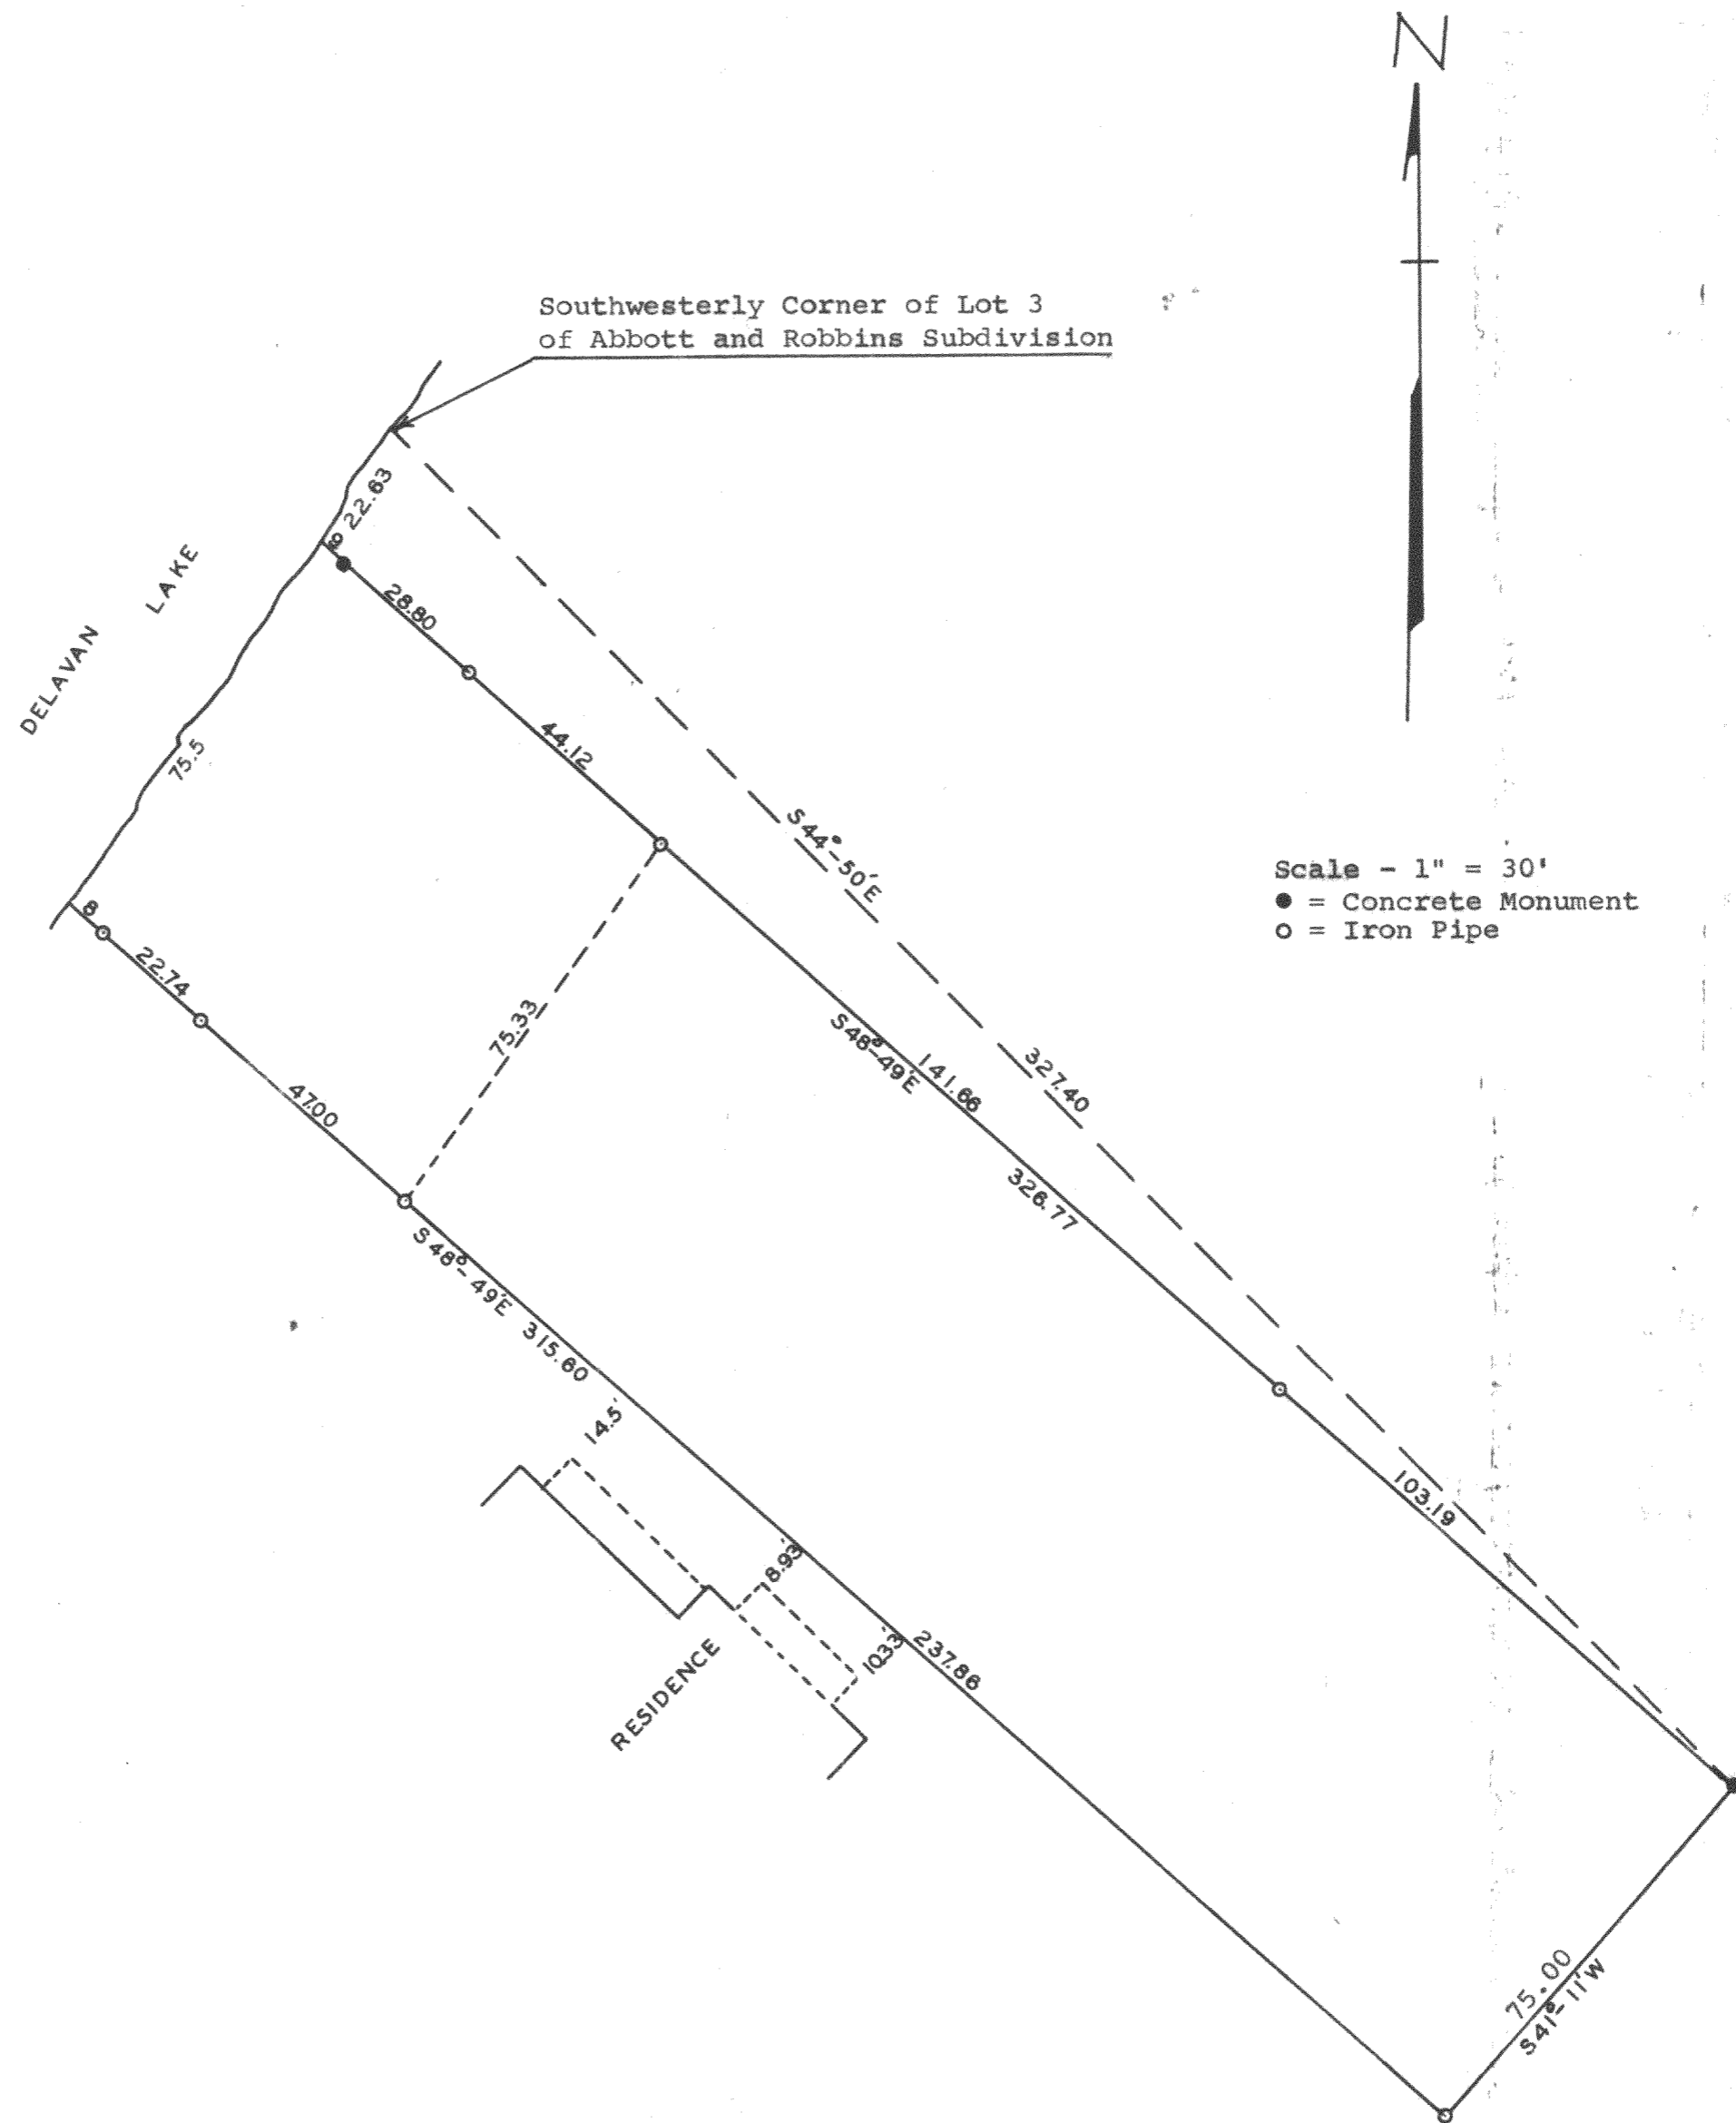 N
Southwesterly Corner of Lot 3
of Abbott and Robbins Subdivision
22.63
DELAVAN LAKE
28.80
44.12
75.5
S44°-50'E
327.40
Scale - 1" = 30'
● = Concrete Monument
o = Iron Pipe
8
22.74
47.00
75.33
S48°-49'E
141.66
326.77
S48°-49'E 315.60
14.5'
8.93'
10.33'
237.86
RESIDENCE
103.19
75.00
S41°-11'W